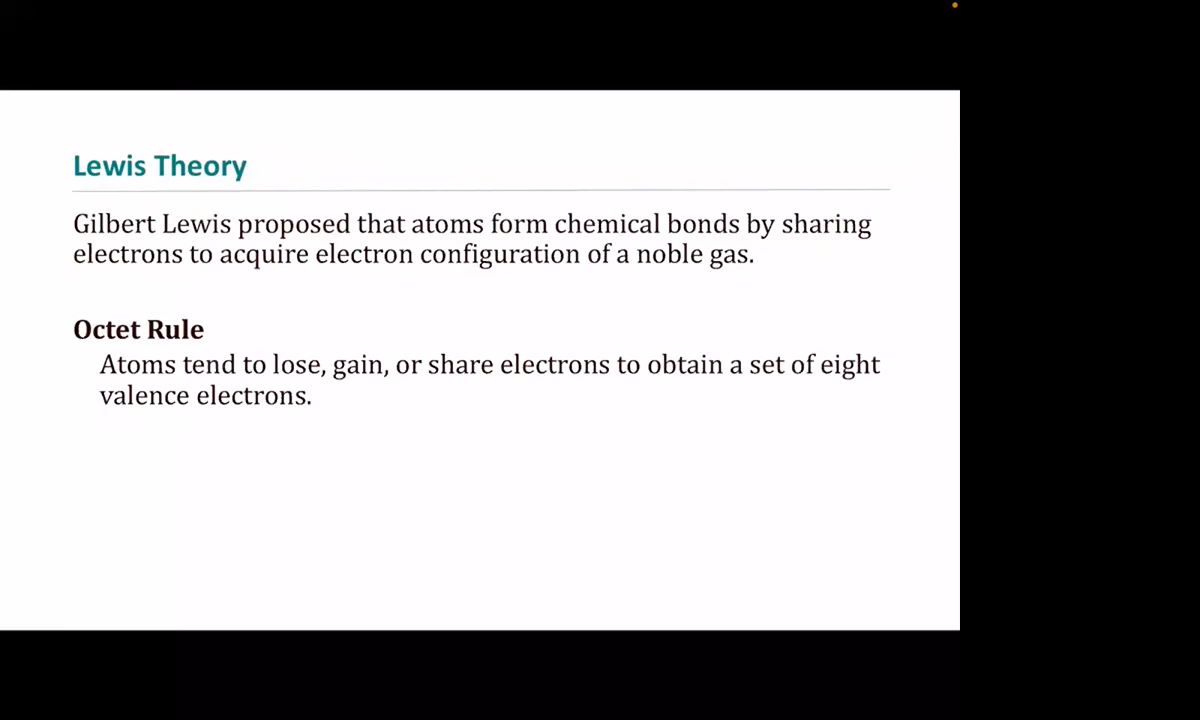 Lewis Theory
Gilbert Lewis proposed that atoms form chemical bonds by sharing
electrons to acquire electron configuration of a noble gas.
Octet Rule
Atoms tend to lose, gain, or share electrons to obtain a set of eight
valence electrons.